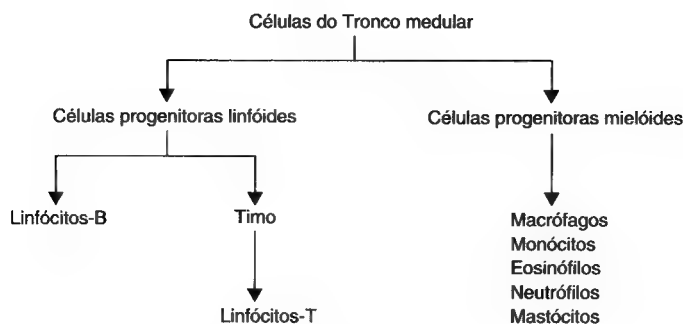 Células do Tronco medular
Células progenitoras linfóides
Células progenitoras mielóides
Linfócitos-B
Timo
Linfócitos-T
Macrófagos
Monócitos
Eosinófilos
Neutrófilos
Mastócitos